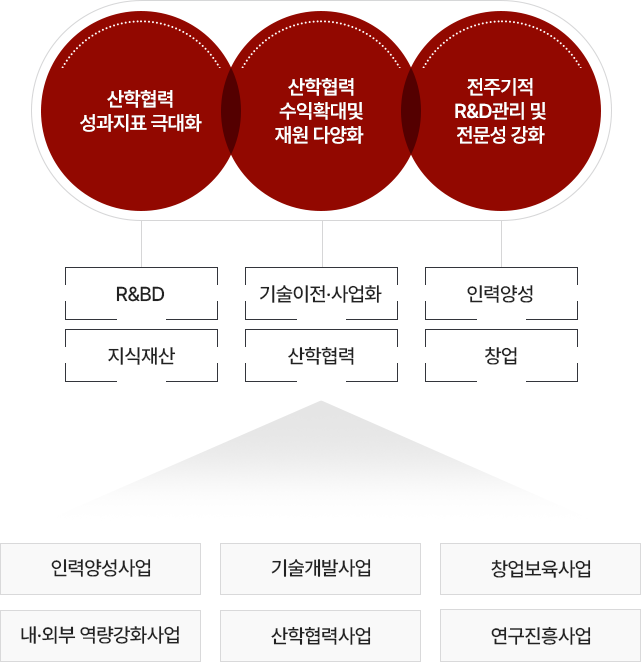 산학협력
성과지표 극대화
산학협력
수익확대및
재원 다양화
전주기적
R&D관리 및
전문성 강화
R&BD
기술이전·사업화
인력양성
지식재산
산학협력
창업
인력양성사업
기술개발사업
창업보육사업
내·외부 역량강화사업
산학협력사업
연구진흥사업